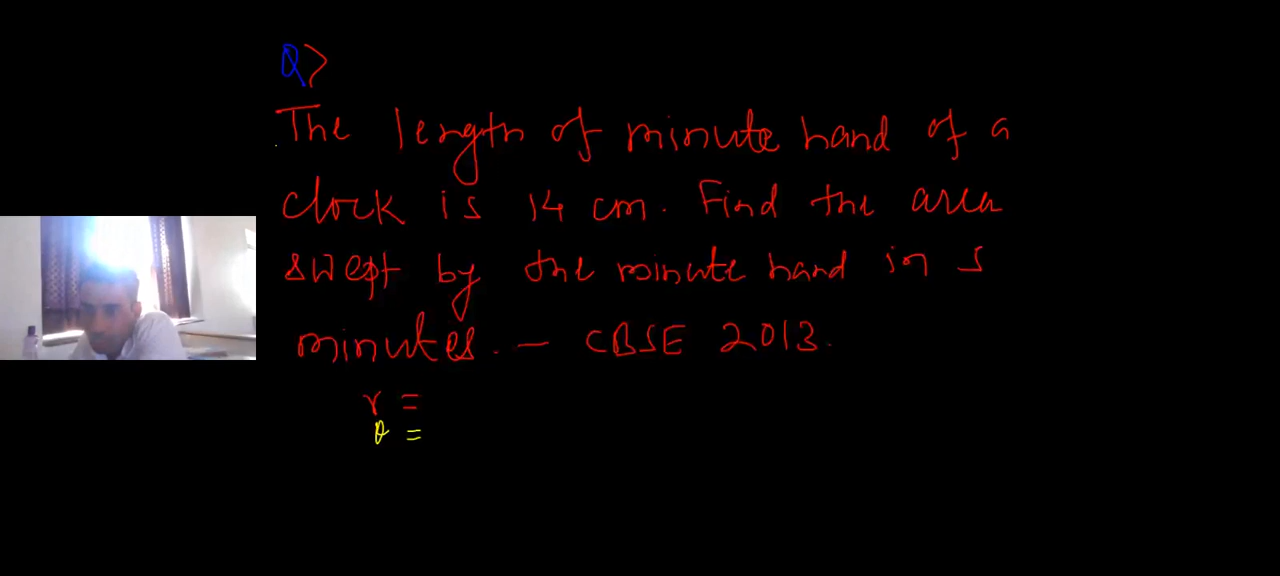 Q>
The length of minute hand of a
clock is 14 cm. Find the area
swept by the minute hand in 5
minutes. - CBSE 2013.
r =
θ =